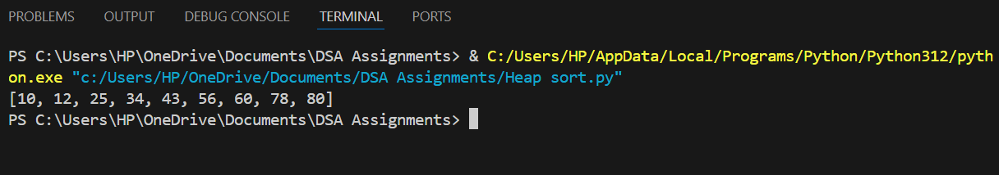 PROBLEMS OUTPUT DEBUG CONSOLE TERMINAL PORTS
PS C:\Users\HP\OneDrive\Documents\DSA Assignments> & C:/Users/HP/AppData/Local/Programs/Python/Python312/pyth
on.exe "c:/Users/HP/OneDrive/Documents/DSA Assignments/Heap sort.py"
[10, 12, 25, 34, 43, 56, 60, 78, 80]
PS C:\Users\HP\OneDrive\Documents\DSA Assignments>